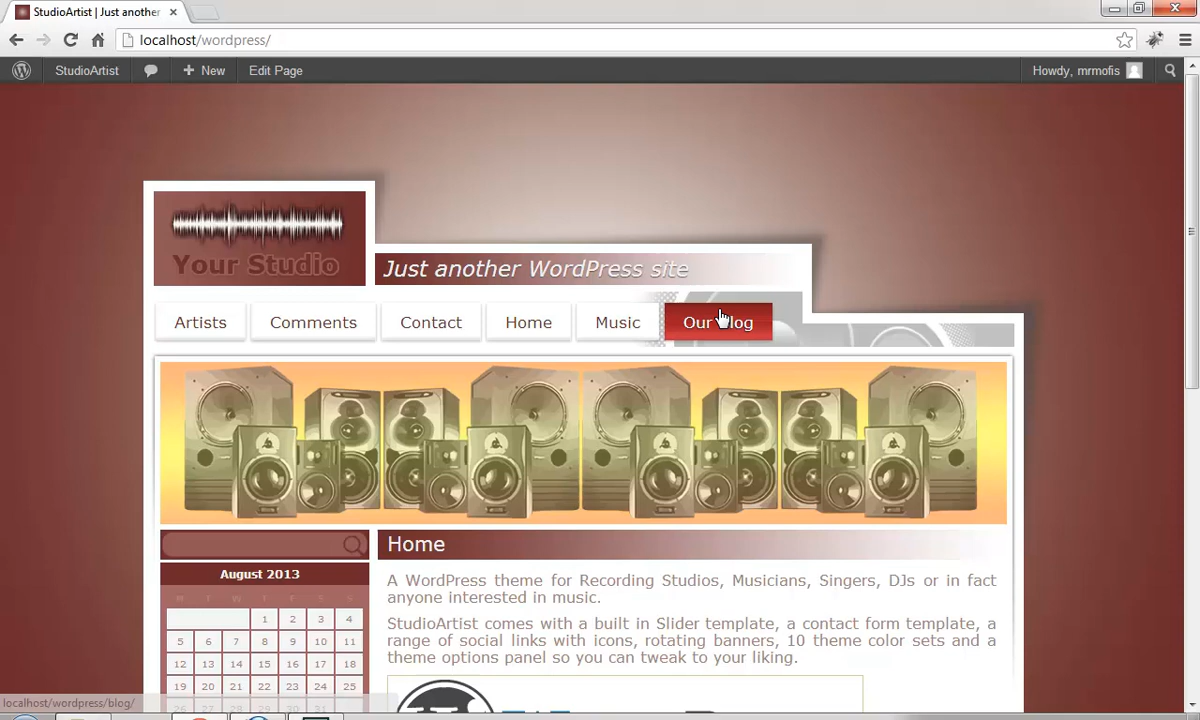 StudioArtist | Just another
localhost/wordpress/
StudioArtist
New
Edit Page
Howdy, mrmofis
Your Studio
Just another WordPress site
Artists
Comments
Contact
Home
Music
Our
Home
A WordPress theme for Recording Studios, Musicians, Singers, DJs or in fact
anyone interested in music.
StudioArtist comes with a built in Slider template, a contact form template, a
range of social links with icons, rotating banners, 10 theme color sets and a
theme options panel so you can tweak to your liking.
August 2013
M T W T F S S
1 2 3 4
5 6 7 8 9 10 11
12 13 14 15 16 17 18
19 20 21 22 23 24 25
26 27 28 29 30 31
localhost/wordpress/blog/